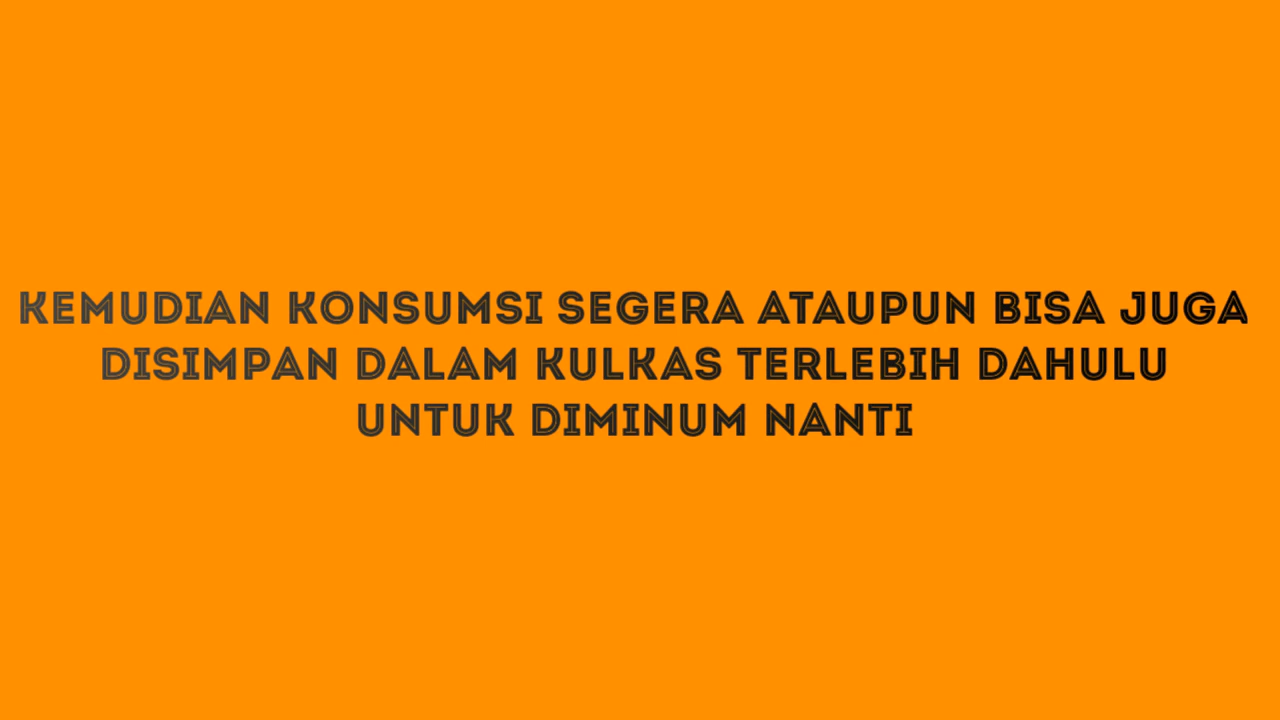 KEMUDIAN KONSUMSI SEGERA ATAUPUN BISA JUGA
DISIMPAN DALAM KULKAS TERLEBIH DAHULU
UNTUK DIMINUM NANTI